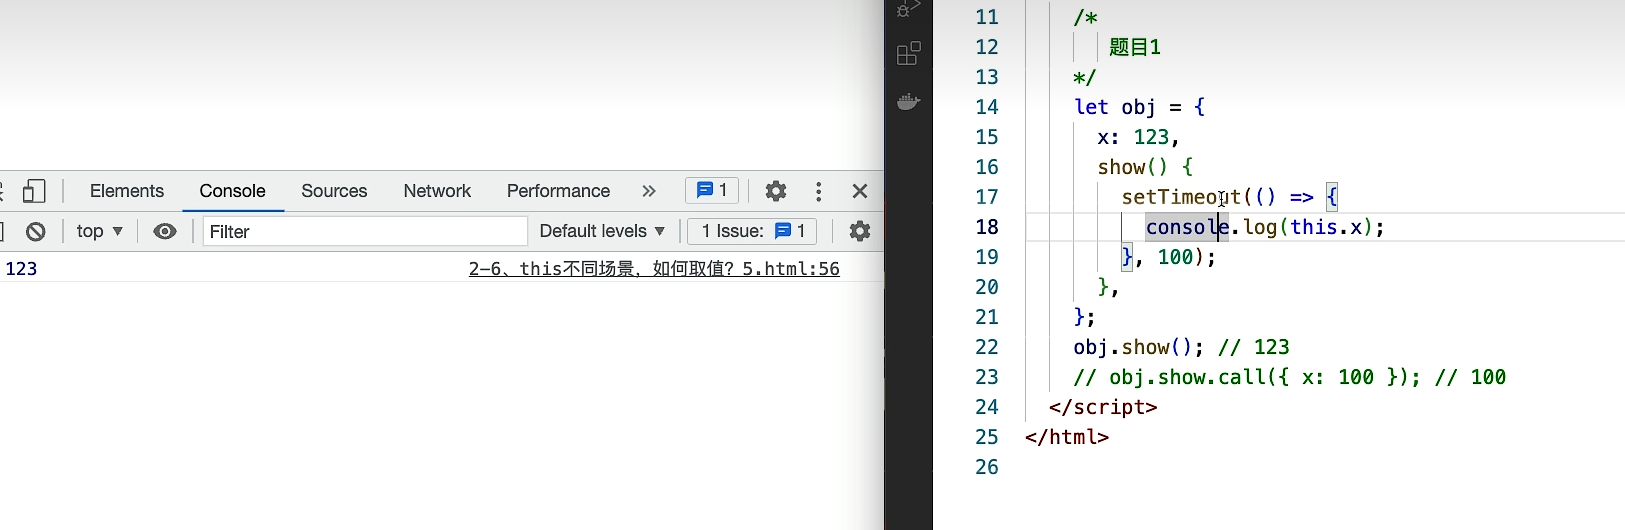 Elements Console Sources Network Performance » 1
top ▼ Filter Default levels ▼ 1 Issue: 1
123 2-6、this不同场景，如何取值？5.html:56
11 /*
12 题目1
13 */
14 let obj = {
15 x: 123,
16 show() {
17 setTimeout(() => {
18 console.log(this.x);
19 }, 100);
20 },
21 };
22 obj.show(); // 123
23 // obj.show.call({ x: 100 }); // 100
24 </script>
25 </html>
26